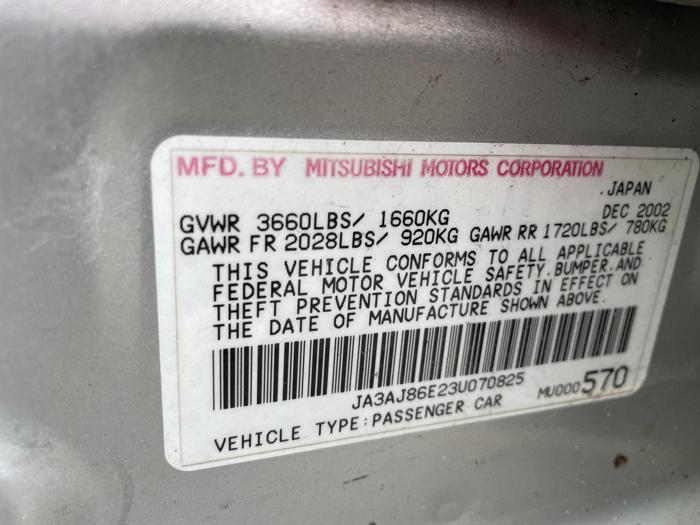 MFD. BY MITSUBISHI MOTORS CORPORATION
JAPAN
DEC 2002
GVWR 3660LBS/ 1660KG
GAWR FR 2028LBS/ 920KG GAWR RR 1720LBS/ 780KG
THIS VEHICLE CONFORMS TO ALL APPLICABLE
FEDERAL MOTOR VEHICLE SAFETY,BUMPER,AND
THEFT PREVENTION STANDARDS IN EFFECT ON
THE DATE OF MANUFACTURE SHOWN ABOVE.
JA3AJ86E23U070825
MU000570
VEHICLE TYPE:PASSENGER CAR